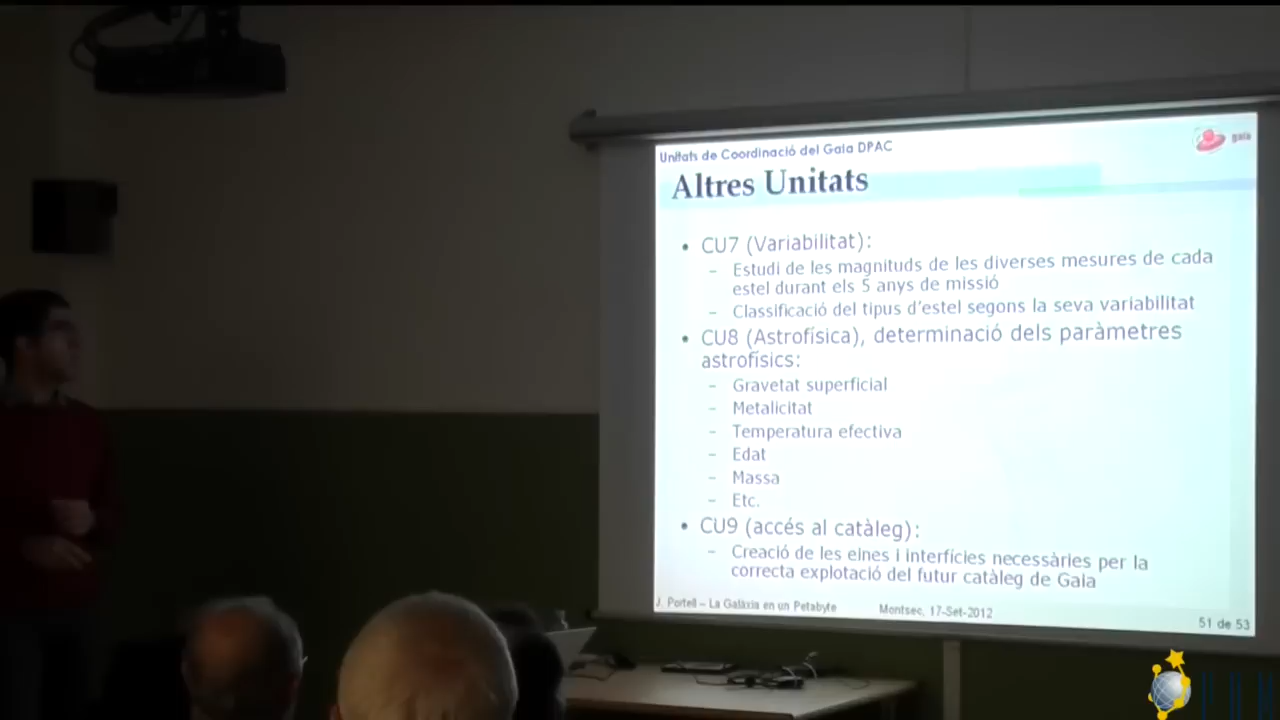 Unitats de Coordinació del Gaia DPAC
gaia
Altres Unitats
• CU7 (Variabilitat):
– Estudi de les magnituds de les diverses mesures de cada
estel durant els 5 anys de missió
– Classificació del tipus d'estel segons la seva variabilitat
• CU8 (Astrofísica), determinació dels paràmetres
astrofísics:
– Gravetat superficial
– Metalicitat
– Temperatura efectiva
– Edat
– Massa
– Etc.
• CU9 (accés al catàleg):
– Creació de les eines i interfícies necessàries per la
correcta explotació del futur catàleg de Gaia
J. Portell – La Galàxia en un Petabyte
Montsec, 17-Set-2012
51 de 53